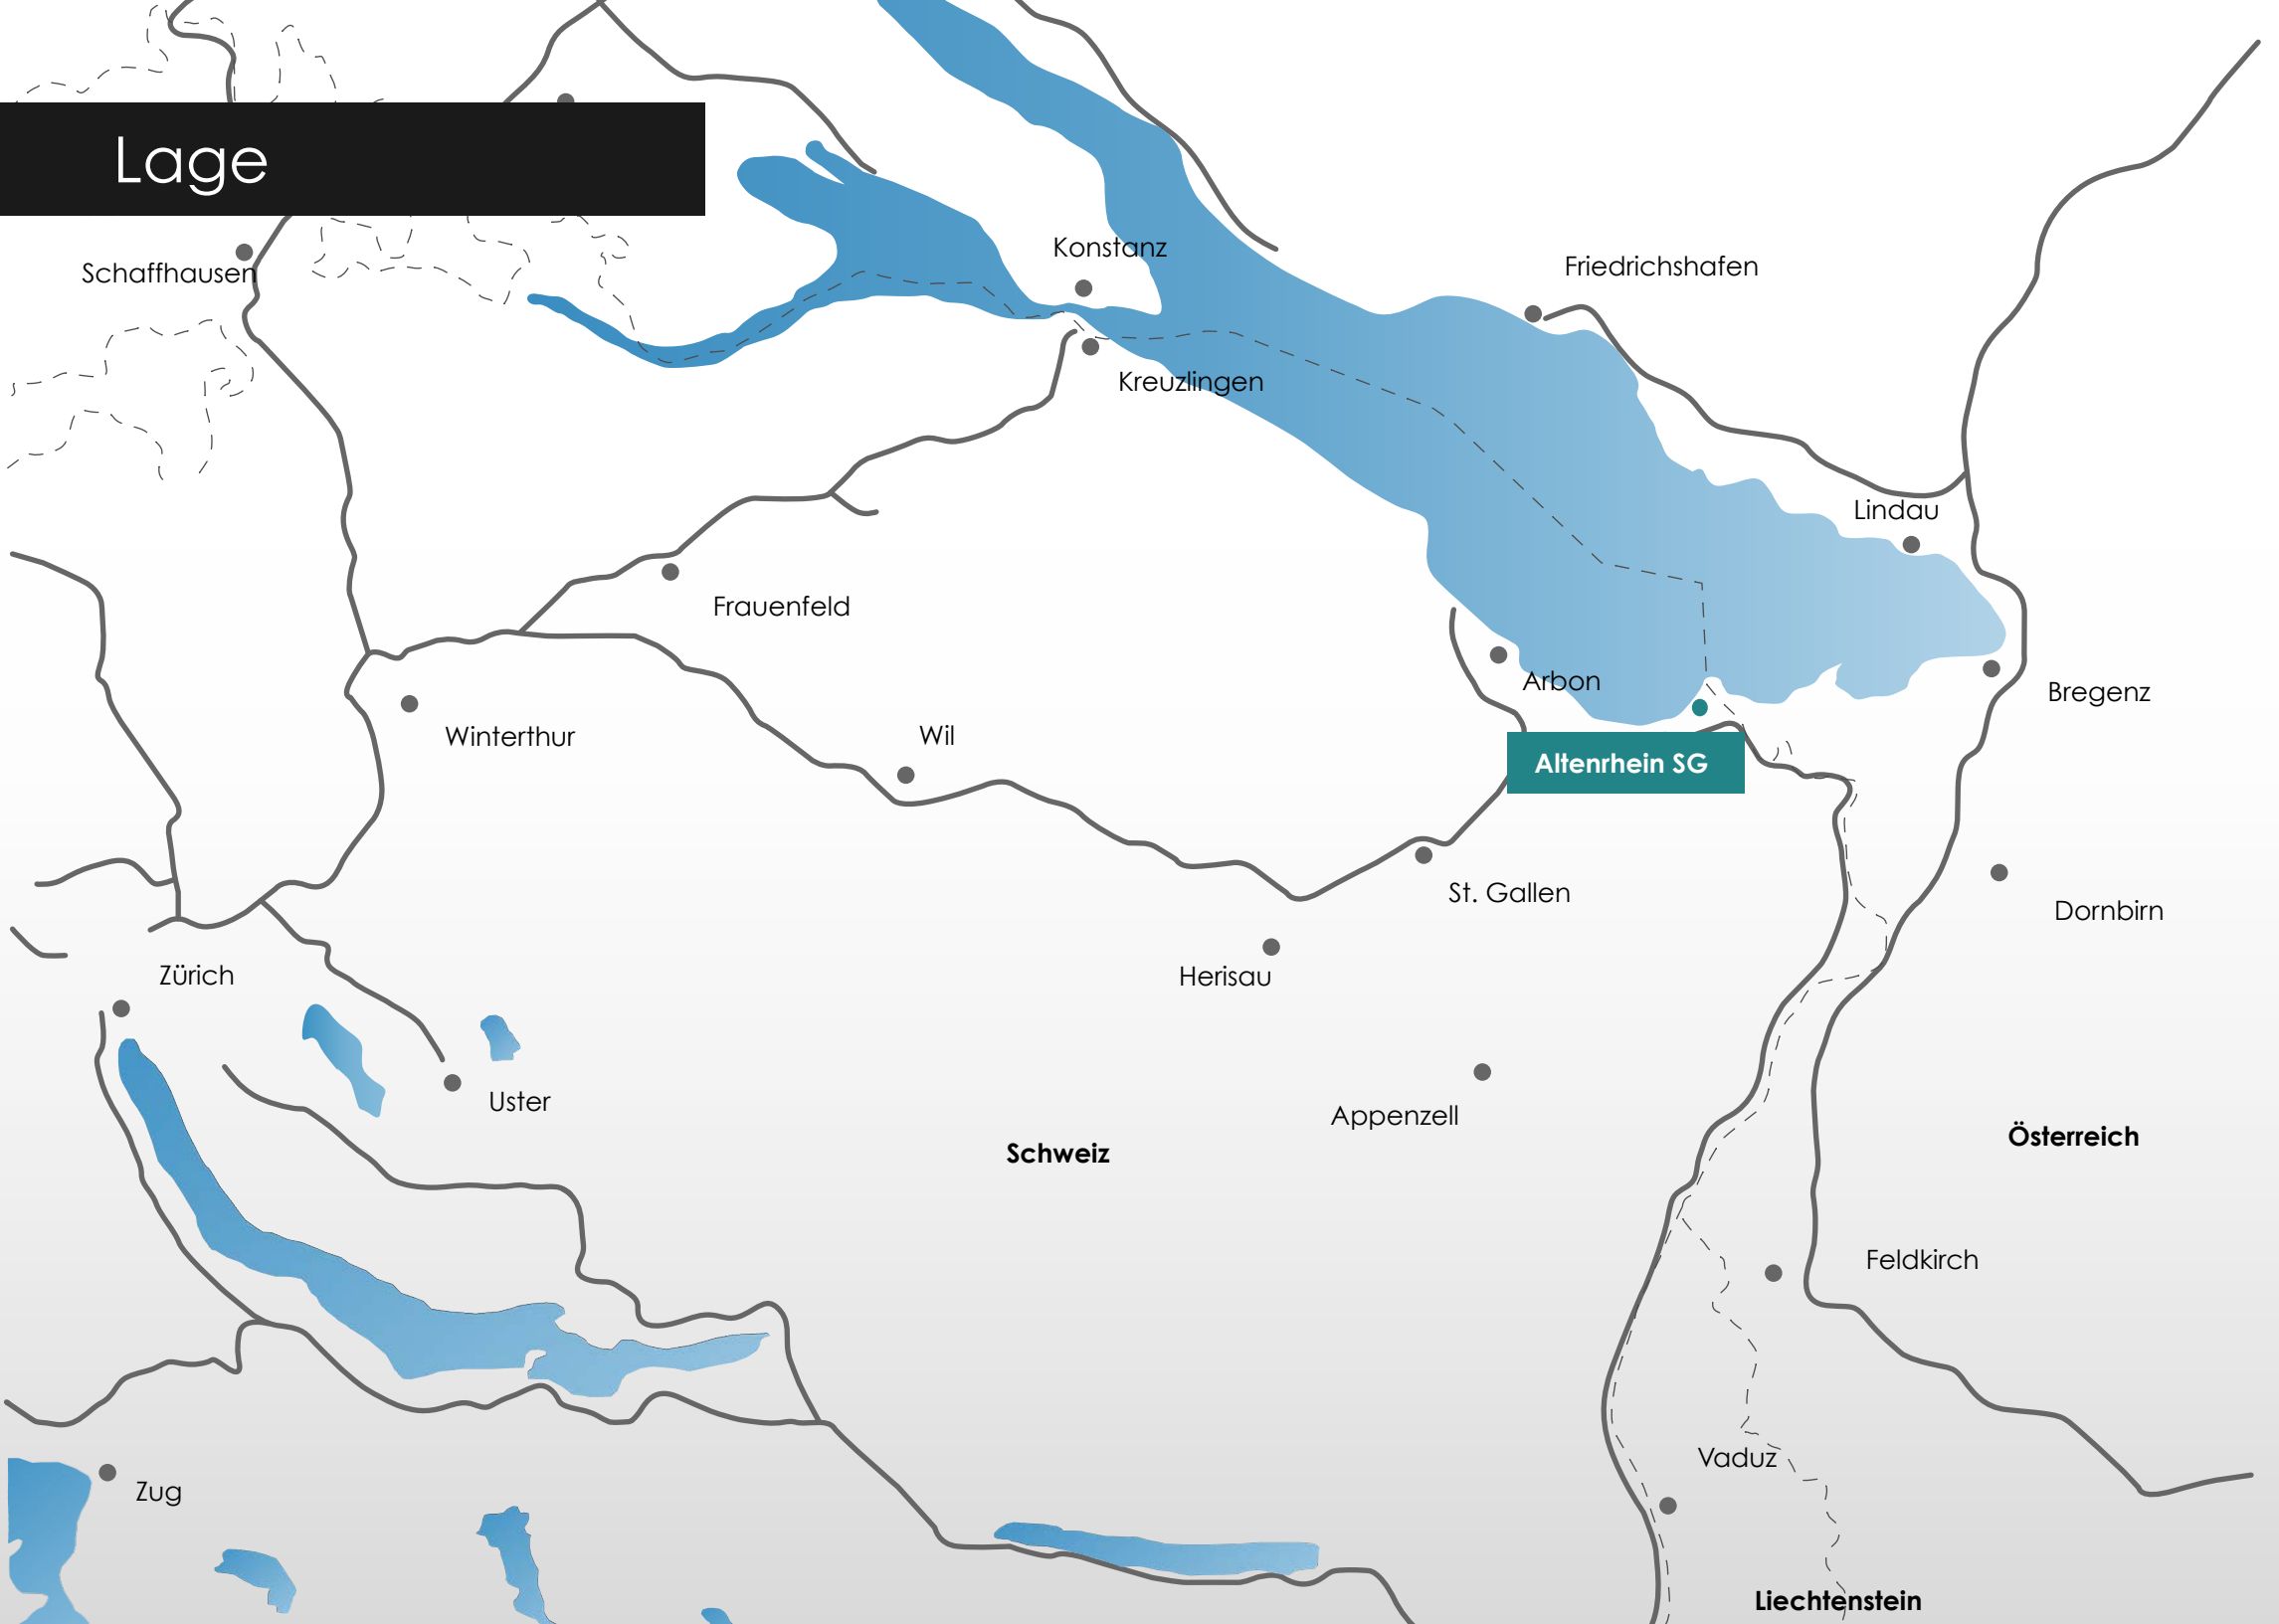 Lage
Konstanz
Friedrichshafen
Schaffhausen
Kreuzlingen
Lindau
Frauenfeld
Arbon
Bregenz
Winterthur
Wil
Altenrhein SG
St. Gallen
Dornbirn
Zürich
Herisau
Uster
Appenzell
Österreich
Schweiz
Feldkirch
Vaduz
Zug
Liechtenstein